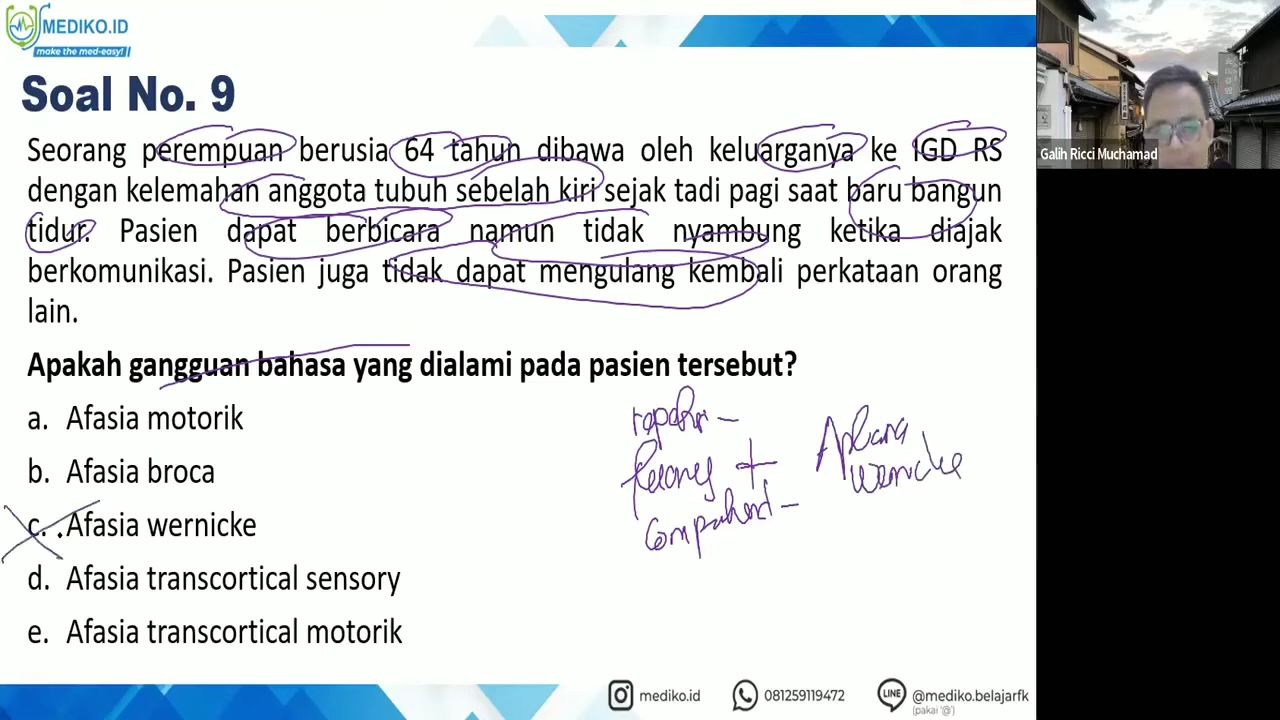 MEDIKO.ID
make the med-easy!
Soal No. 9
Seorang perempuan berusia 64 tahun dibawa oleh keluarganya ke IGD RS
dengan kelemahan anggota tubuh sebelah kiri sejak tadi pagi saat baru bangun
tidur. Pasien dapat berbicara namun tidak nyambung ketika diajak
berkomunikasi. Pasien juga tidak dapat mengulang kembali perkataan orang
lain.
Apakah gangguan bahasa yang dialami pada pasien tersebut?
a. Afasia motorik
b. Afasia broca
c. Afasia wernicke
d. Afasia transcortical sensory
e. Afasia transcortical motorik
wernicke
mediko.id
081259119472
LINE
@mediko.belajarfk
(pakai '@')
Galih Ricci Muchamad